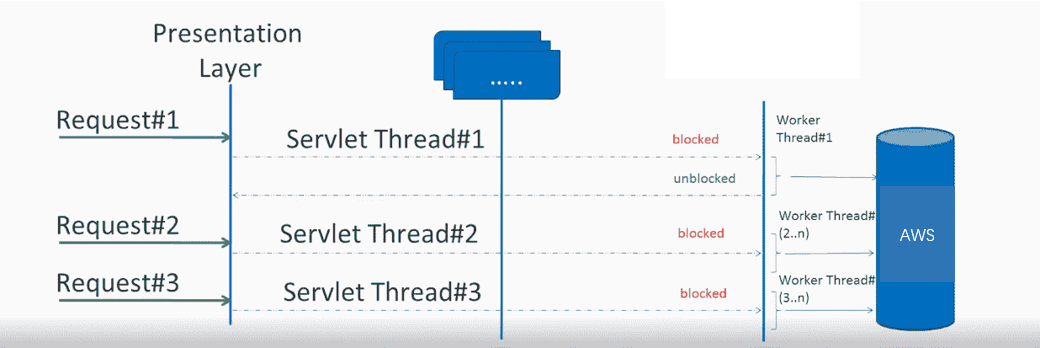 Presentation
Layer
.....
Request#1
Servlet Thread#1
blocked
Worker
Thread#1
unblocked
Request#2
Servlet Thread#2
blocked
Worker Thread#
(2..n)
AWS
Request#3
Servlet Thread#3
blocked
Worker Thread#
(3..n)